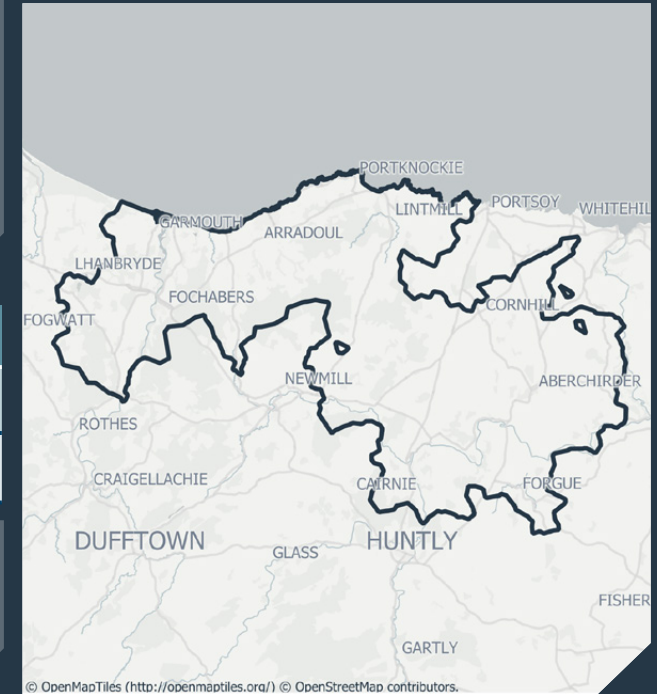 PORTKNOCKIE
PORTSOY
LINTMILL
WHITEHIL
GARMOUTH
ARRADOUL
LHANBRYDE
FOCHABERS
CORNHILL
FOGWATT
NEWMILL
ABERCHIRDER
ROTHES
CRAIGELLACHIE
CAIRNIE
FORGUE
DUFFTOWN
HUNTLY
GLASS
FISHER
GARTLY
© OpenMapTiles (http://openmaptiles.org/) © OpenStreetMap contributors.